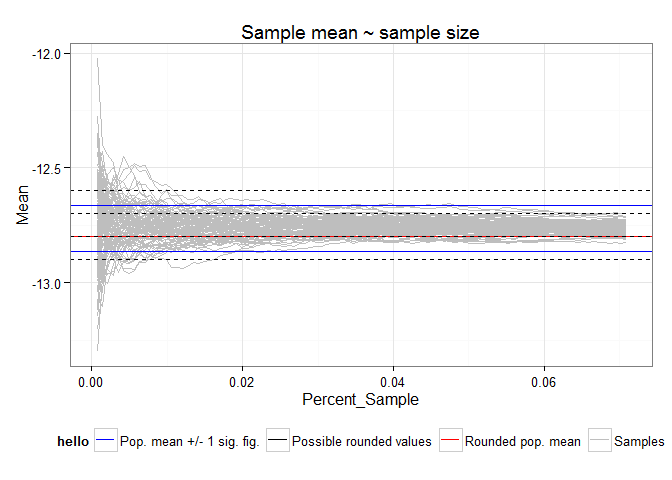 Sample mean ~ sample size
-12.0
-12.5
-13.0
Mean
0.00 0.02 0.04 0.06
Percent_Sample
hello Pop. mean +/- 1 sig. fig. Possible rounded values Rounded pop. mean Samples